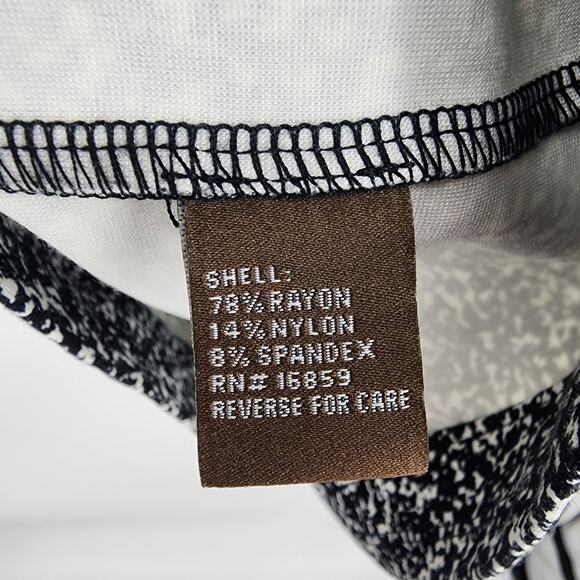 SHELL:
78% RAYON
14% NYLON
8% SPANDEX
RN# 16859
REVERSE FOR CARE